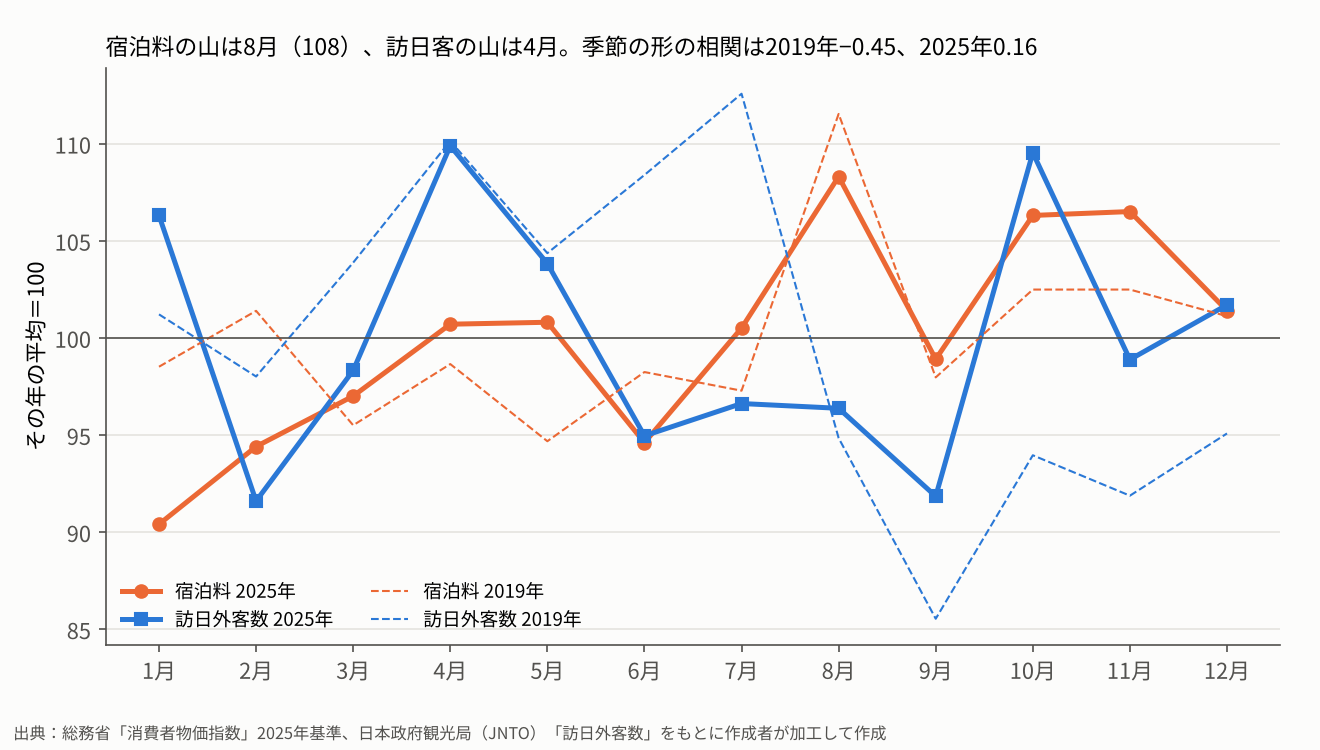 宿泊料の山は8月（108）、訪日客の山は4月。季節の形の相関は2019年−0.45、2025年0.16
その年の平均＝100
110
105
100
95
90
85
宿泊料 2025年
訪日外客数 2025年
宿泊料 2019年
訪日外客数 2019年
1月 2月 3月 4月 5月 6月 7月 8月 9月 10月 11月 12月
出典：総務省「消費者物価指数」2025年基準、日本政府観光局（JNTO）「訪日外客数」をもとに作成者が加工して作成